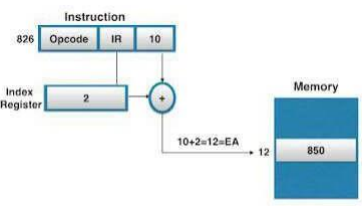 Instruction
826 Opcode IR 10
Index
Register
2
+
Memory
10+2=12=EA
12
850